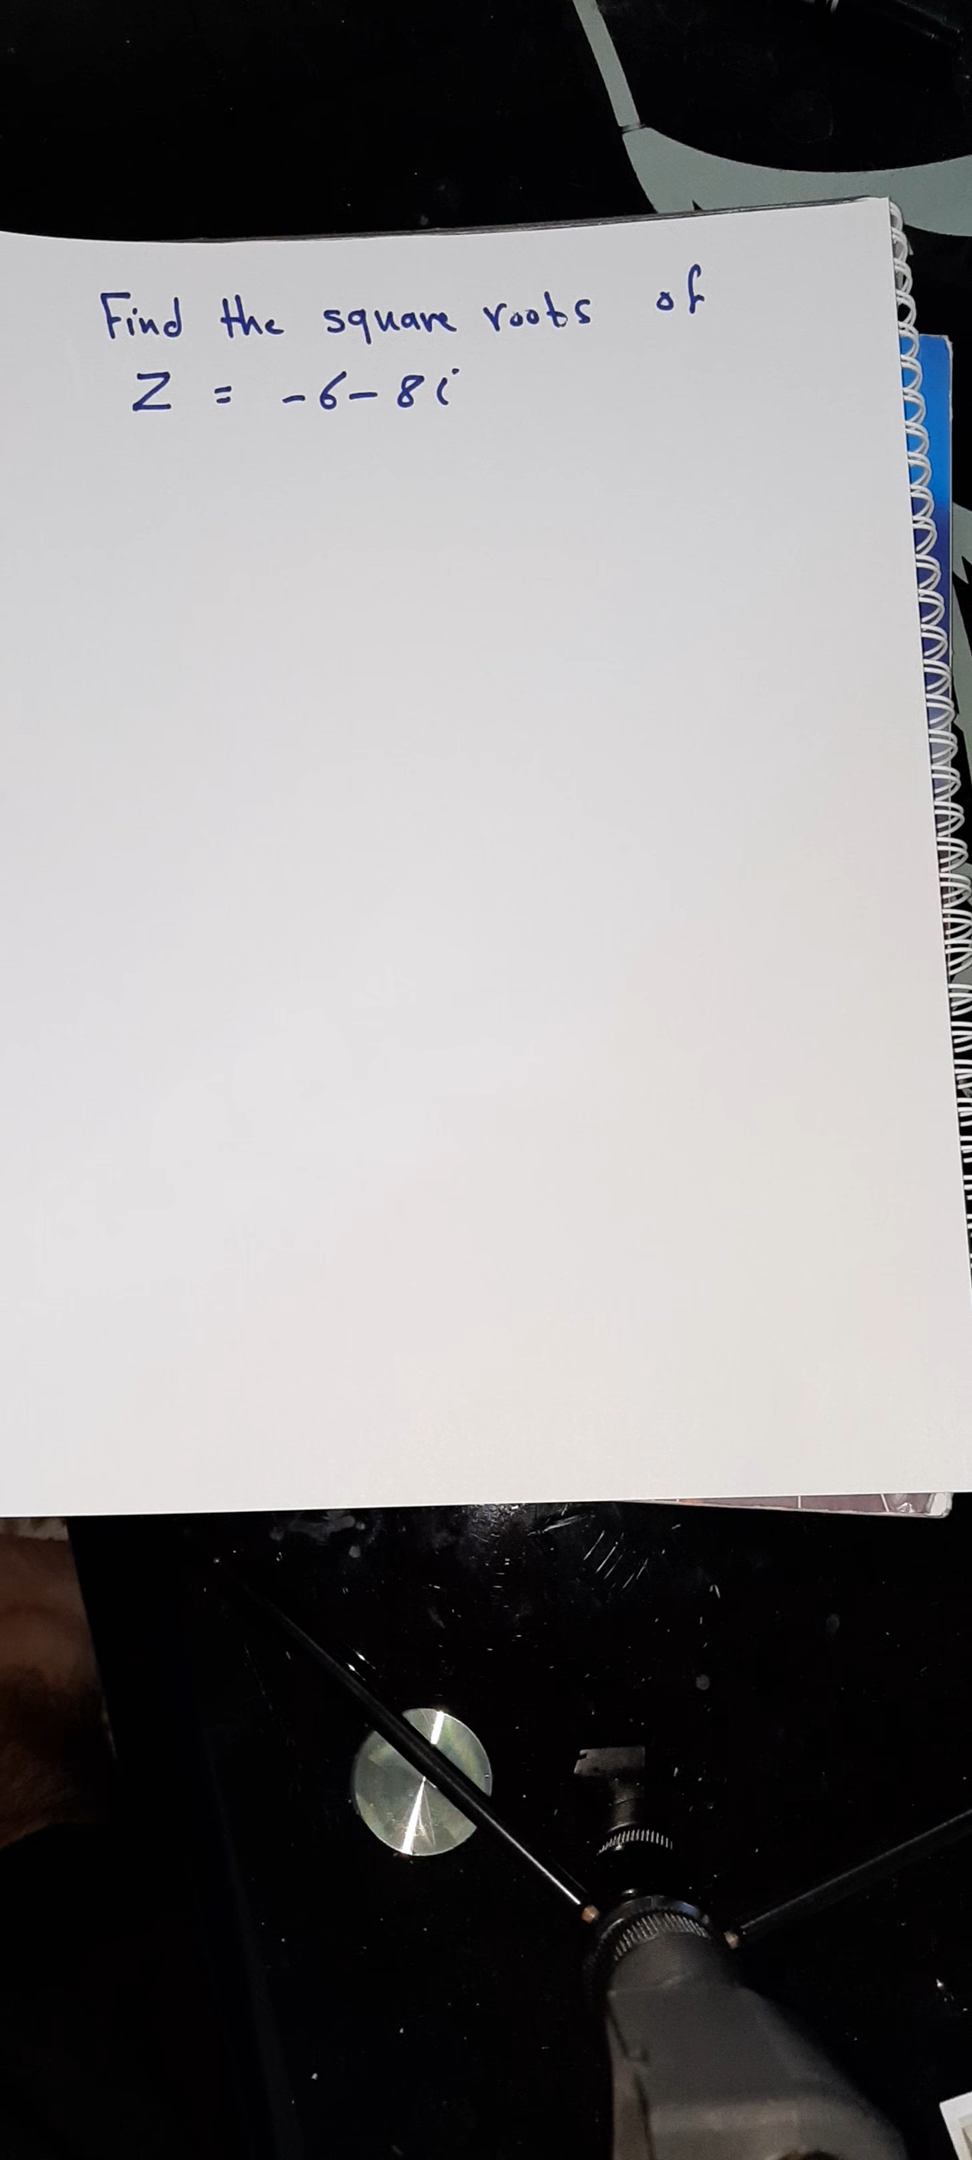 Find the square roots of
Z = -6-8i